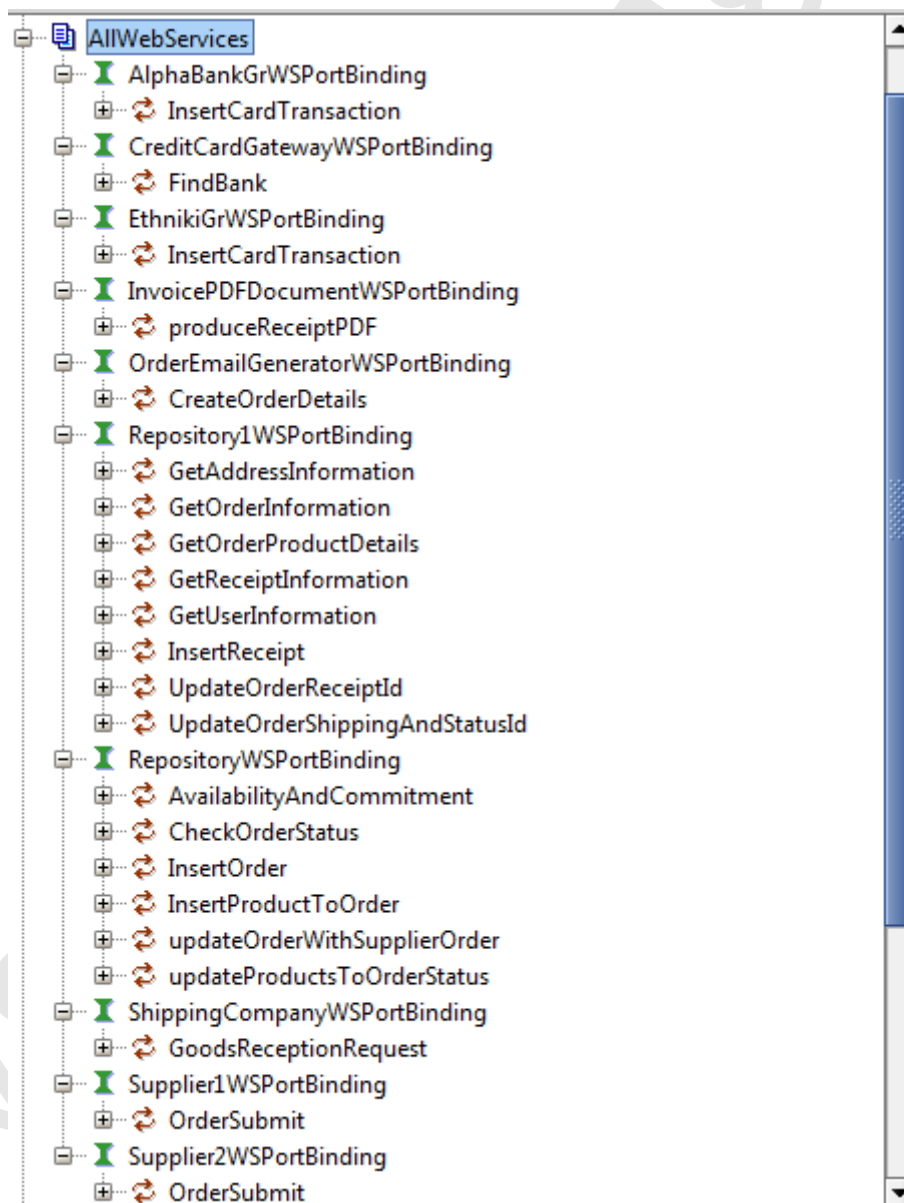 AllWebServices
AlphaBankGrWSPortBinding
InsertCardTransaction
CreditCardGatewayWSPortBinding
FindBank
EthnikiGrWSPortBinding
InsertCardTransaction
InvoicePDFDocumentWSPortBinding
produceReceiptPDF
OrderEmailGeneratorWSPortBinding
CreateOrderDetails
Repository1WSPortBinding
GetAddressInformation
GetOrderInformation
GetOrderProductDetails
GetReceiptInformation
GetUserInformation
InsertReceipt
UpdateOrderReceiptId
UpdateOrderShippingAndStatusId
RepositoryWSPortBinding
AvailabilityAndCommitment
CheckOrderStatus
InsertOrder
InsertProductToOrder
updateOrderWithSupplierOrder
updateProductsToOrderStatus
ShippingCompanyWSPortBinding
GoodsReceptionRequest
Supplier1WSPortBinding
OrderSubmit
Supplier2WSPortBinding
OrderSubmit